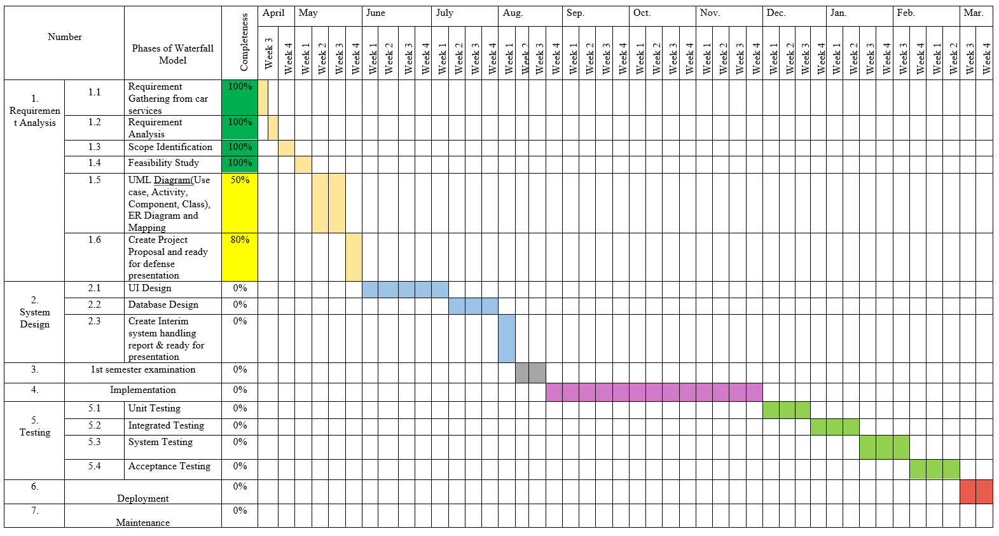 Number
Phases of Waterfall
Model
Completeness
April
May
June
July
Aug.
Sep.
Oct.
Nov.
Dec.
Jan.
Feb.
Mar.
Week 3
Week 4
Week 1
Week 2
Week 3
Week 4
Week 1
Week 2
Week 3
Week 4
Week 1
Week 2
Week 3
Week 4
Week 1
Week 2
Week 3
Week 4
Week 1
Week 2
Week 3
Week 4
Week 1
Week 2
Week 3
Week 4
Week 1
Week 2
Week 3
Week 4
Week 1
Week 2
Week 3
Week 4
Week 1
Week 2
Week 3
Week 4
Week 3
Week 4
Week 1
Week 2
Week 3
Week 4
1.
Requiremen
t Analysis
1.1
Requirement
Gathering from car
services
100%
1.2
Requirement
Analysis
100%
1.3
Scope Identification
100%
1.4
Feasibility Study
100%
1.5
UML Diagram(Use
case, Activity,
Component, Class),
ER Diagram and
Mapping
50%
1.6
Create Project
Proposal and ready
for defense
presentation
80%
2.
System
Design
2.1
UI Design
0%
2.2
Database Design
0%
2.3
Create Interim
system handling
report & ready for
presentation
0%
3.
1st semester examination
0%
4.
Implementation
0%
5.
Testing
5.1
Unit Testing
0%
5.2
Integrated Testing
0%
5.3
System Testing
0%
5.4
Acceptance Testing
0%
6.
Deployment
0%
7.
Maintenance
0%